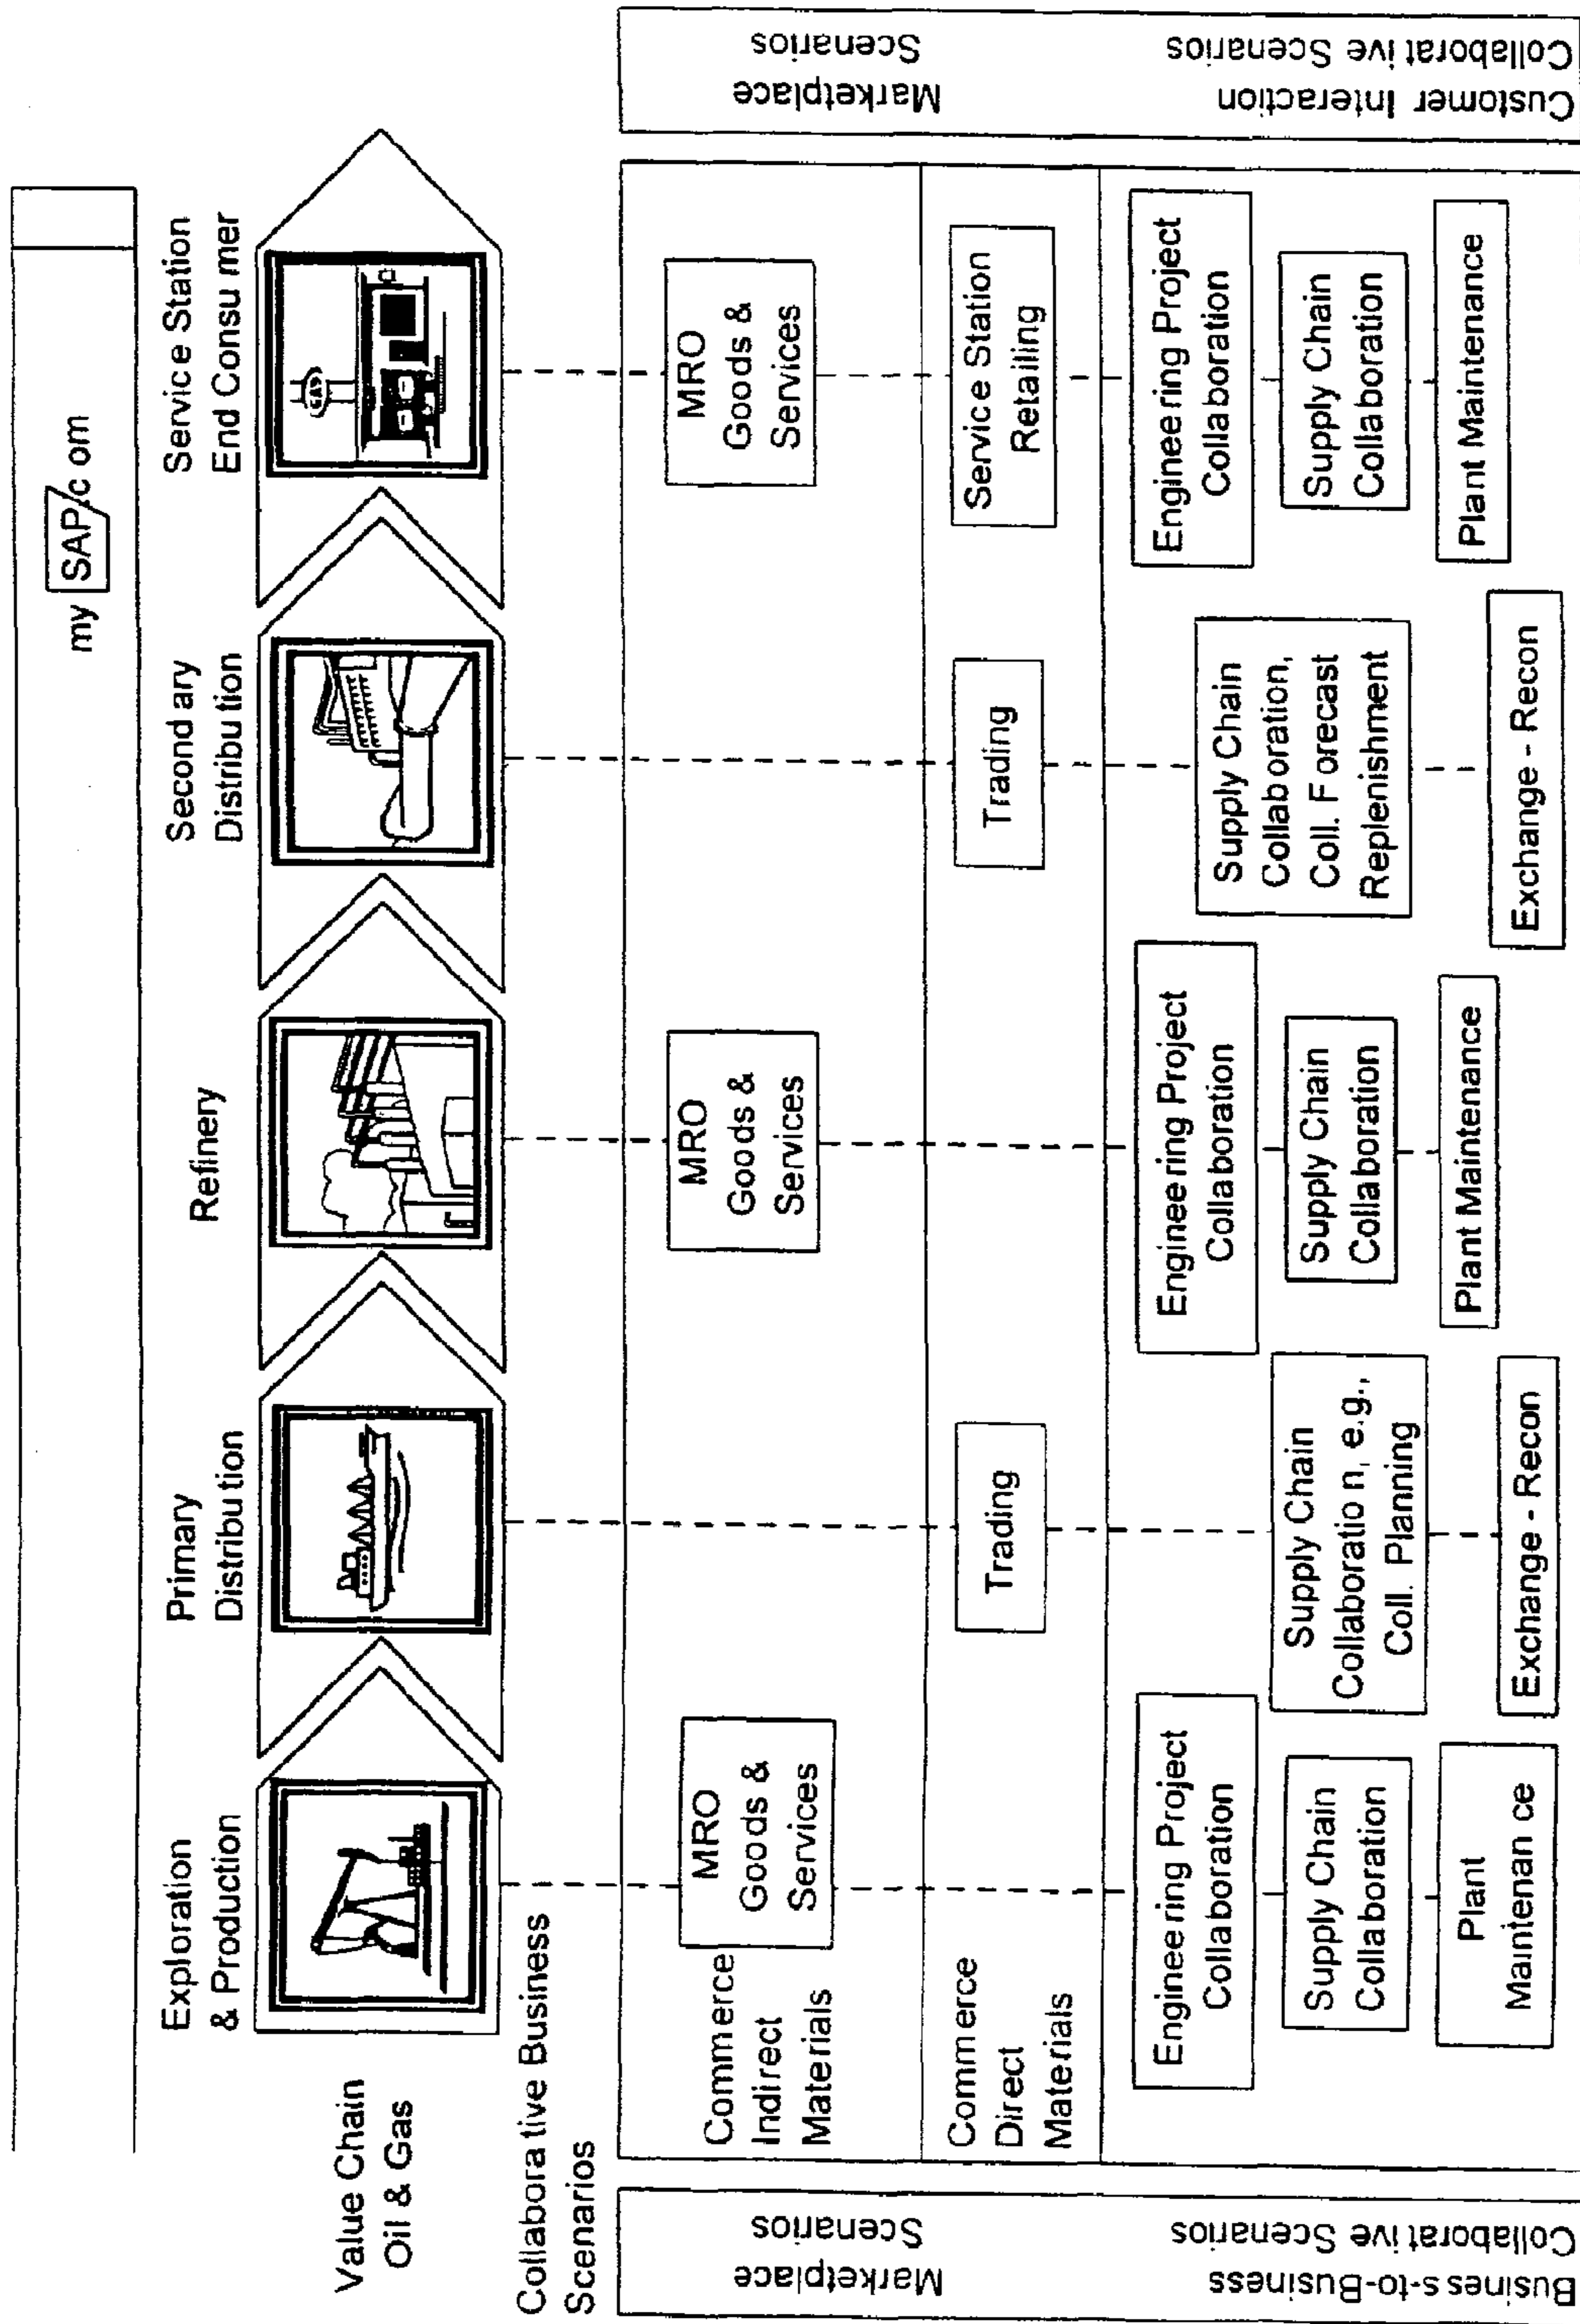 my SAP.com
Value Chain
Oil & Gas
Exploration
& Production
Primary
Distribution
Refinery
Secondary
Distribution
Service Station
End Consumer
GAS
Collaborative Business
Scenarios
Marketplace
Scenarios
Business-to-Business
Collaborative Scenarios
Commerce
Indirect
Materials
MRO
Goods &
Services
MRO
Goods &
Services
MRO
Goods &
Services
Commerce
Direct
Materials
Trading
Trading
Service Station
Retailing
Engineering Project
Collaboration
Supply Chain
Collaboration
Plant
Maintenance
Supply Chain
Collaboration, e.g.,
Coll. Planning
Exchange - Recon
Engineering Project
Collaboration
Supply Chain
Collaboration
Plant Maintenance
Supply Chain
Collaboration,
Coll. Forecast
Replenishment
Exchange - Recon
Engineering Project
Collaboration
Supply Chain
Collaboration
Plant Maintenance
Marketplace
Scenarios
Customer Interaction
Collaborative Scenarios